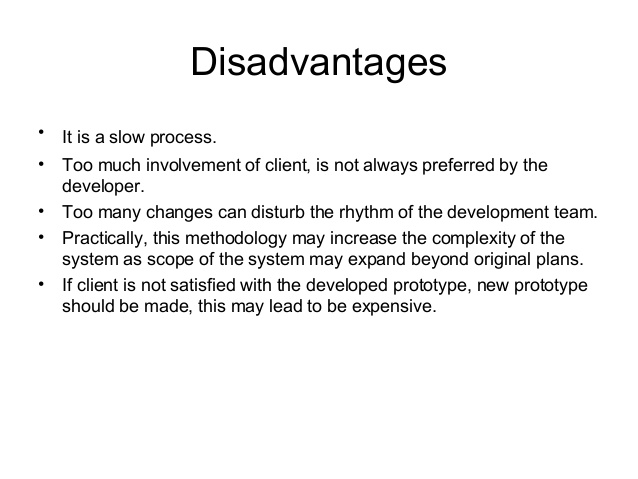 Disadvantages
• It is a slow process.
• Too much involvement of client, is not always preferred by the
developer.
• Too many changes can disturb the rhythm of the development team.
• Practically, this methodology may increase the complexity of the
system as scope of the system may expand beyond original plans.
• If client is not satisfied with the developed prototype, new prototype
should be made, this may lead to be expensive.